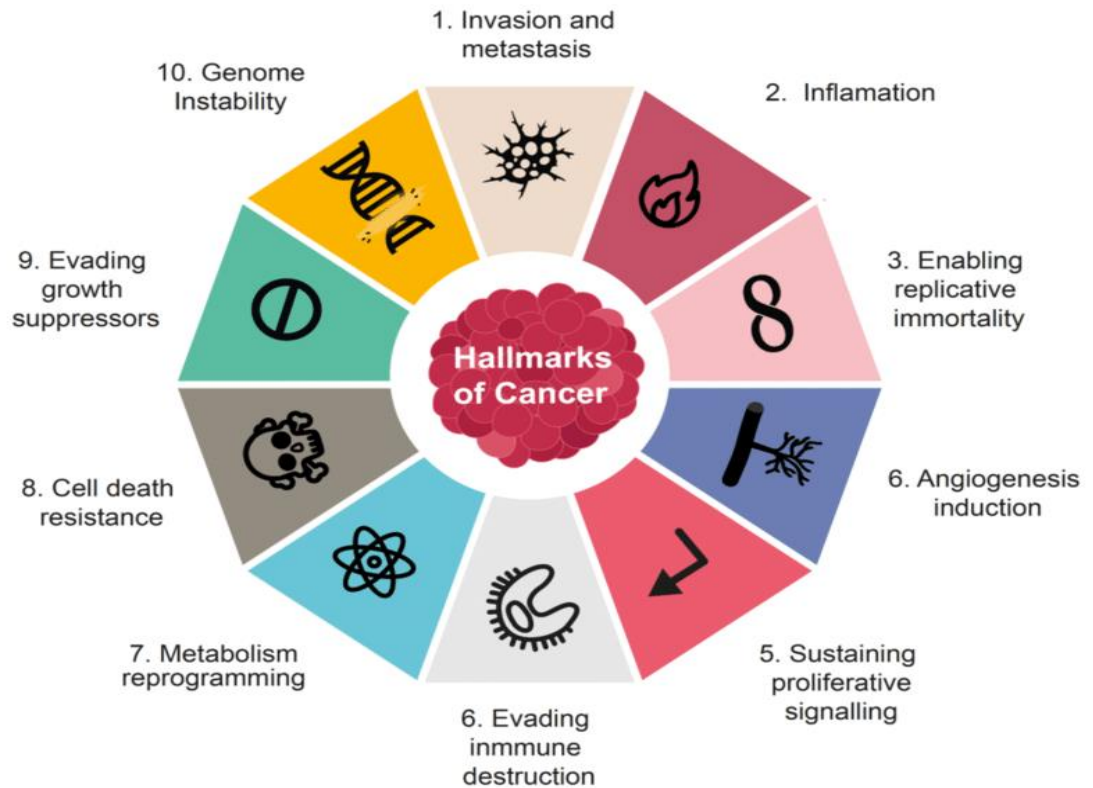 1. Invasion and
metastasis
2. Inflamation
3. Enabling
replicative
immortality
6. Angiogenesis
induction
5. Sustaining
proliferative
signalling
6. Evading
inmmune
destruction
7. Metabolism
reprogramming
8. Cell death
resistance
9. Evading
growth
suppressors
10. Genome
Instability
Hallmarks
of Cancer